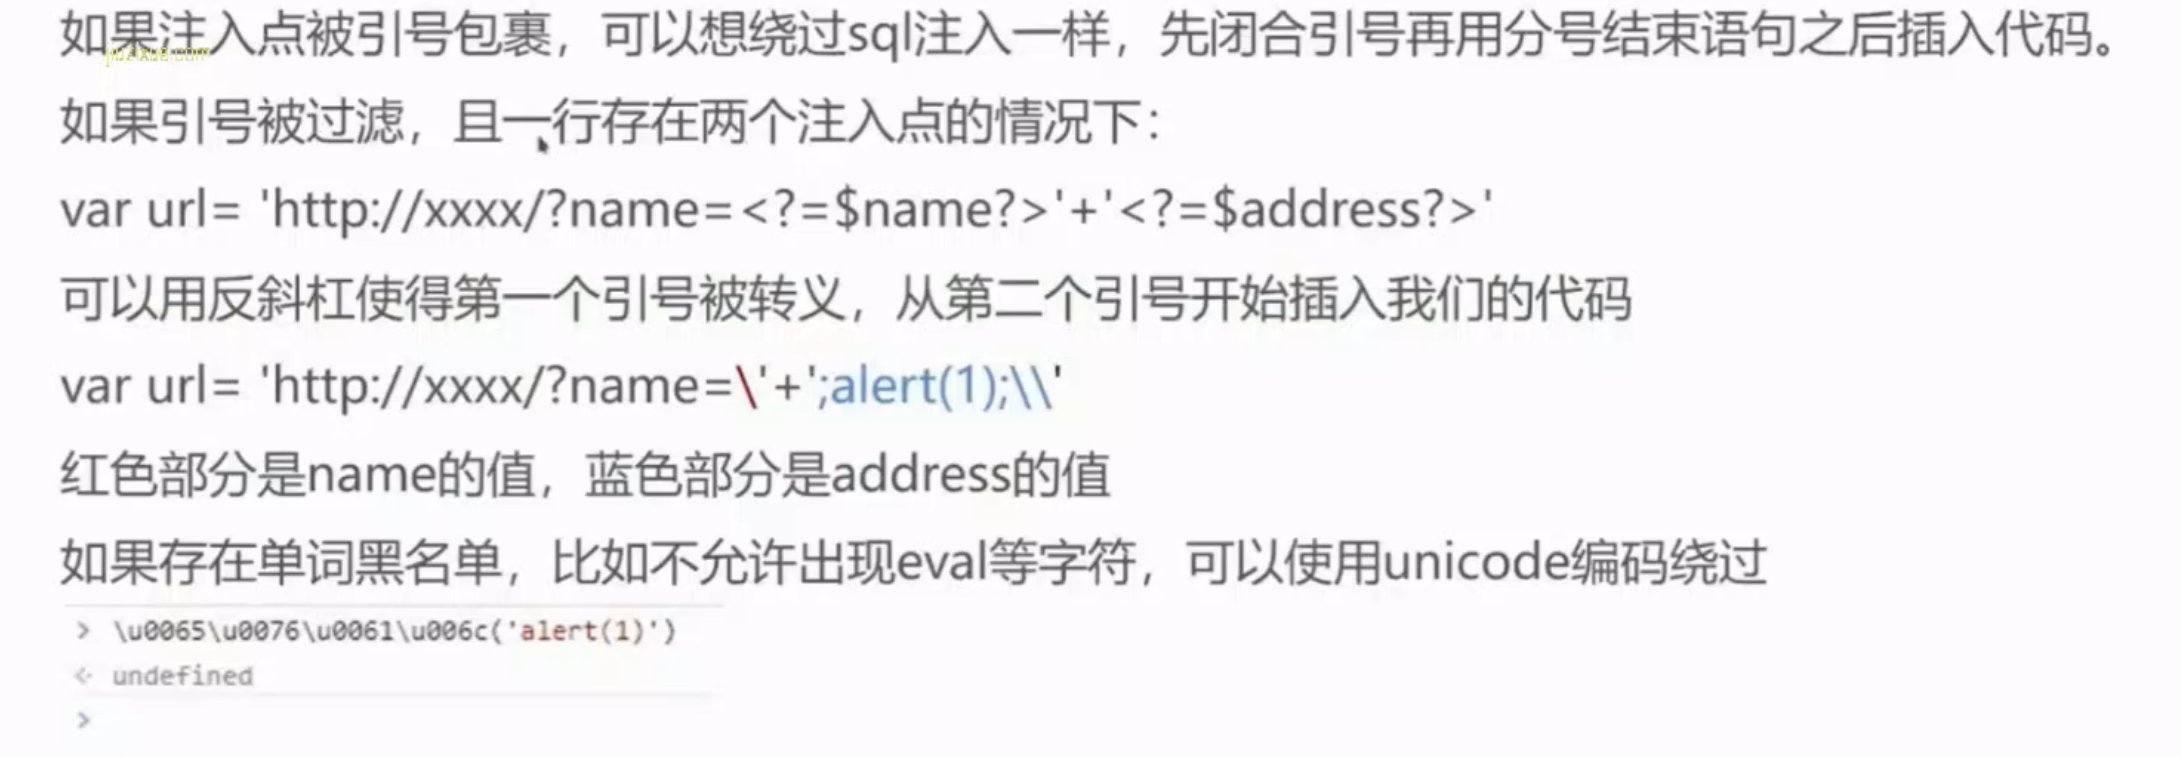 如果注入点被引号包裹，可以想绕过sql注入一样，先闭合引号再用分号结束语句之后插入代码。
如果引号被过滤，且一行存在两个注入点的情况下：
var url= 'http://xxxx/?name=<?=$name?>'+'<?=$address?>'
可以用反斜杠使得第一个引号被转义，从第二个引号开始插入我们的代码
var url= 'http://xxxx/?name=\'+';alert(1);\\'
红色部分是name的值，蓝色部分是address的值
如果存在单词黑名单，比如不允许出现eval等字符，可以使用unicode编码绕过
> \u0065\u0076\u0061\u006c('alert(1)')
< undefined
>